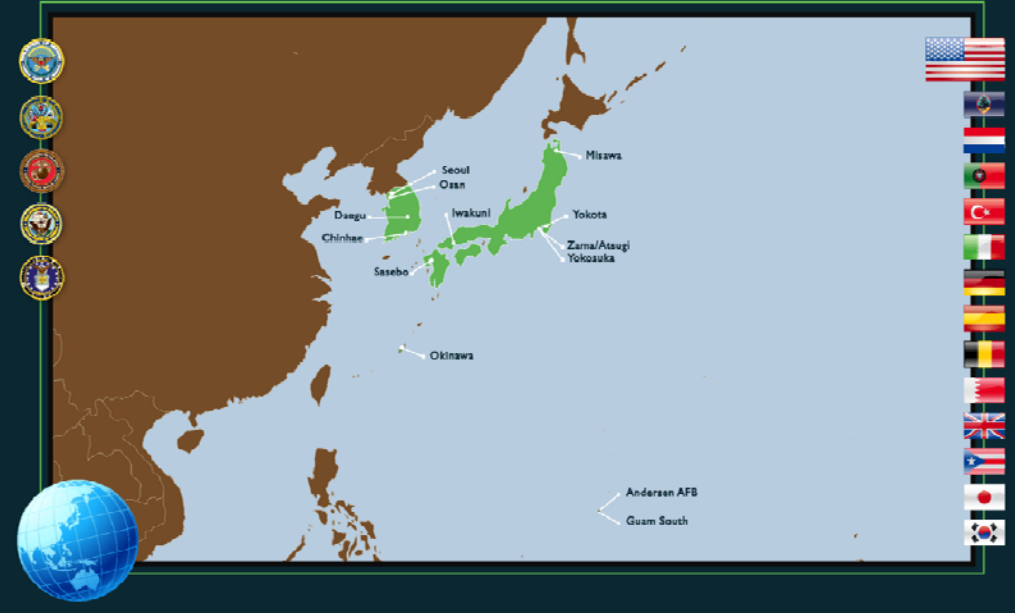 Misawa
Seoul
Osan
Daegu
Iwakuni
Yokota
Chinhae
Zama/Atsugi
Yokosuka
Sasebo
Okinawa
Andersen AFB
Guam South